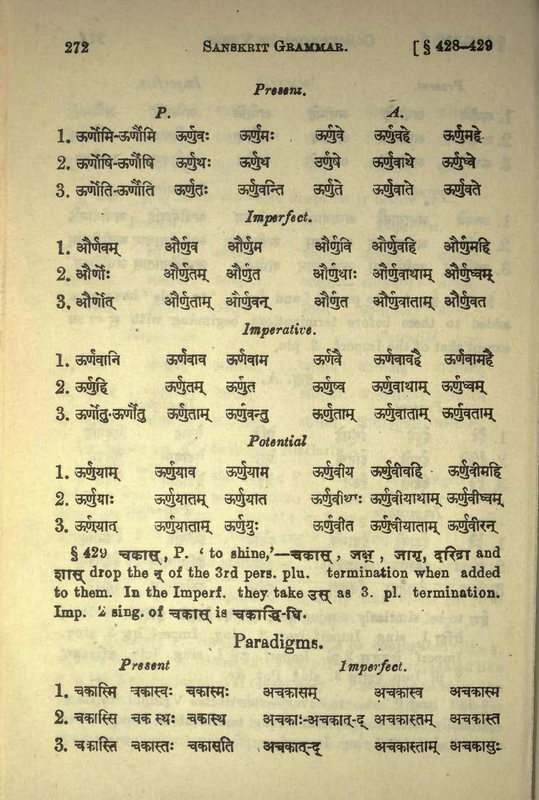 272 SANSKRIT GRAMMAR. [ § 428-429
Present.
P. A.
1. ऊर्णोमि-ऊर्णौमि ऊर्णुवः ऊर्णुमः ऊर्णुवे ऊर्णुवहे ऊर्णुमहे
2. ऊर्णोषि-ऊर्णौषि ऊर्णुथः ऊर्णुथ उर्णुषे ऊर्णुवाथे ऊर्णुध्वे
3. ऊर्णोति-ऊर्णौति ऊर्णुतः ऊर्णुवन्ति ऊर्णुते ऊर्णुवाते ऊर्णुवते
Imperfect.
1. और्णवम् और्णुव और्णुम और्णुवि और्णुवहि और्णुमहि
2. और्णोः और्णुतम् और्णुत और्णुथाः और्णुवाथाम् और्णुध्वम्
3. और्णोत् और्णुताम् और्णुवन् और्णुत और्णुवाताम् और्णुवत
Imperative.
1. ऊर्णवानि ऊर्णवाव ऊर्णवाम ऊर्णवै ऊर्णवावहै ऊर्णवामहै
2. ऊर्णुहि ऊर्णुतम् ऊर्णुत ऊर्णुष्व ऊर्णुवाथाम् ऊर्णुध्वम्
3. ऊर्णोतु-ऊर्णौतु ऊर्णुताम् ऊर्णुवन्तु ऊर्णुताम् ऊर्णुवाताम् ऊर्णुवताम्
Potential
1. ऊर्णुयाम् ऊर्णुयाव ऊर्णुयाम ऊर्णुवीय ऊर्णुवीवहि ऊर्णुवीमहि
2. ऊर्णुयाः ऊर्णुयातम् ऊर्णुयात ऊर्णुवीथाः ऊर्णुवीयाथाम् ऊर्णुवीध्वम्
3. ऊर्णुयात् ऊर्णुयाताम् ऊर्णुयुः ऊर्णुवीत ऊर्णुवीयाताम् ऊर्णुवीरन्
§ 429 चकास्, P. ‘ to shine,’—चकास्, जक्ष्, जागृ, दरिद्रा and
शास् drop the न् of the 3rd pers. plu. termination when added
to them. In the Imperf. they take उस् as 3. pl. termination.
Imp. 2 sing. of चकास् is चकाद्धि-धि.
Paradigms.
Present Imperfect.
1. चकास्मि चकास्वः चकास्मः अचकासम् अचकास्व अचकास्म
2. चकास्सि चकास्थः चकास्थ अचकाः-अचकात्-द् अचकास्तम् अचकास्त
3. चकास्ति चकास्तः चकासति अचकात्-द् अचकास्ताम् अचकासुः